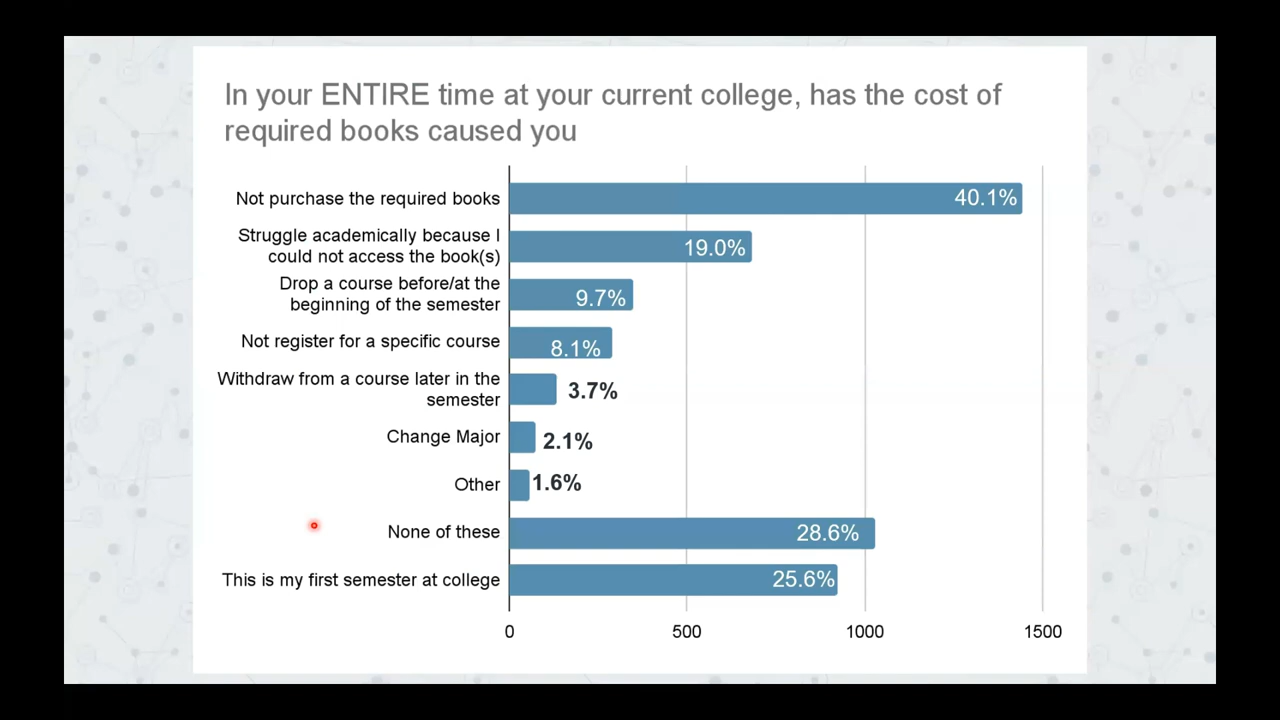 In your ENTIRE time at your current college, has the cost of
required books caused you
Not purchase the required books
40.1%
Struggle academically because I
could not access the book(s)
19.0%
Drop a course before/at the
beginning of the semester
9.7%
Not register for a specific course
8.1%
Withdraw from a course later in the
semester
3.7%
Change Major
2.1%
Other
1.6%
None of these
28.6%
This is my first semester at college
25.6%
0
500
1000
1500